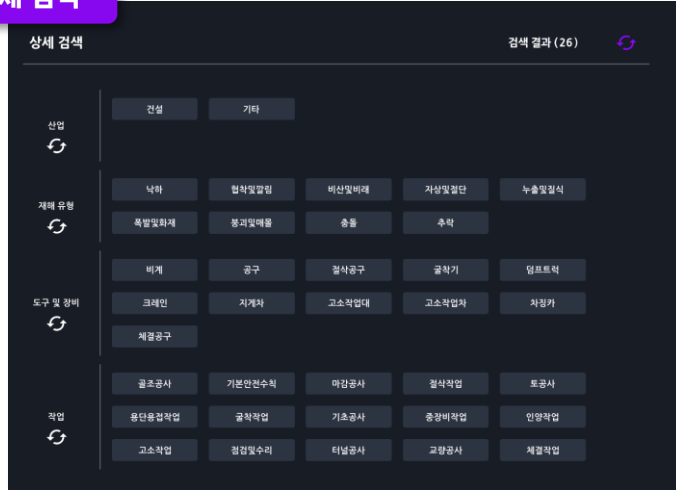 세 검색
상세 검색
검색 결과 (26)
산업
건설 기타
재해 유형
낙하 협착및깔림 비산및비래 자상및절단 누출및질식
폭발및화재 붕괴및매몰 충돌 추락
도구 및 장비
비계 공구 절삭공구 굴착기 덤프트럭
크레인 지게차 고소작업대 고소작업차 차징카
체결공구
작업
골조공사 기본안전수칙 마감공사 절삭작업 토공사
용단용접작업 굴착작업 기초공사 중장비작업 인양작업
고소작업 점검및수리 터널공사 교량공사 체결작업